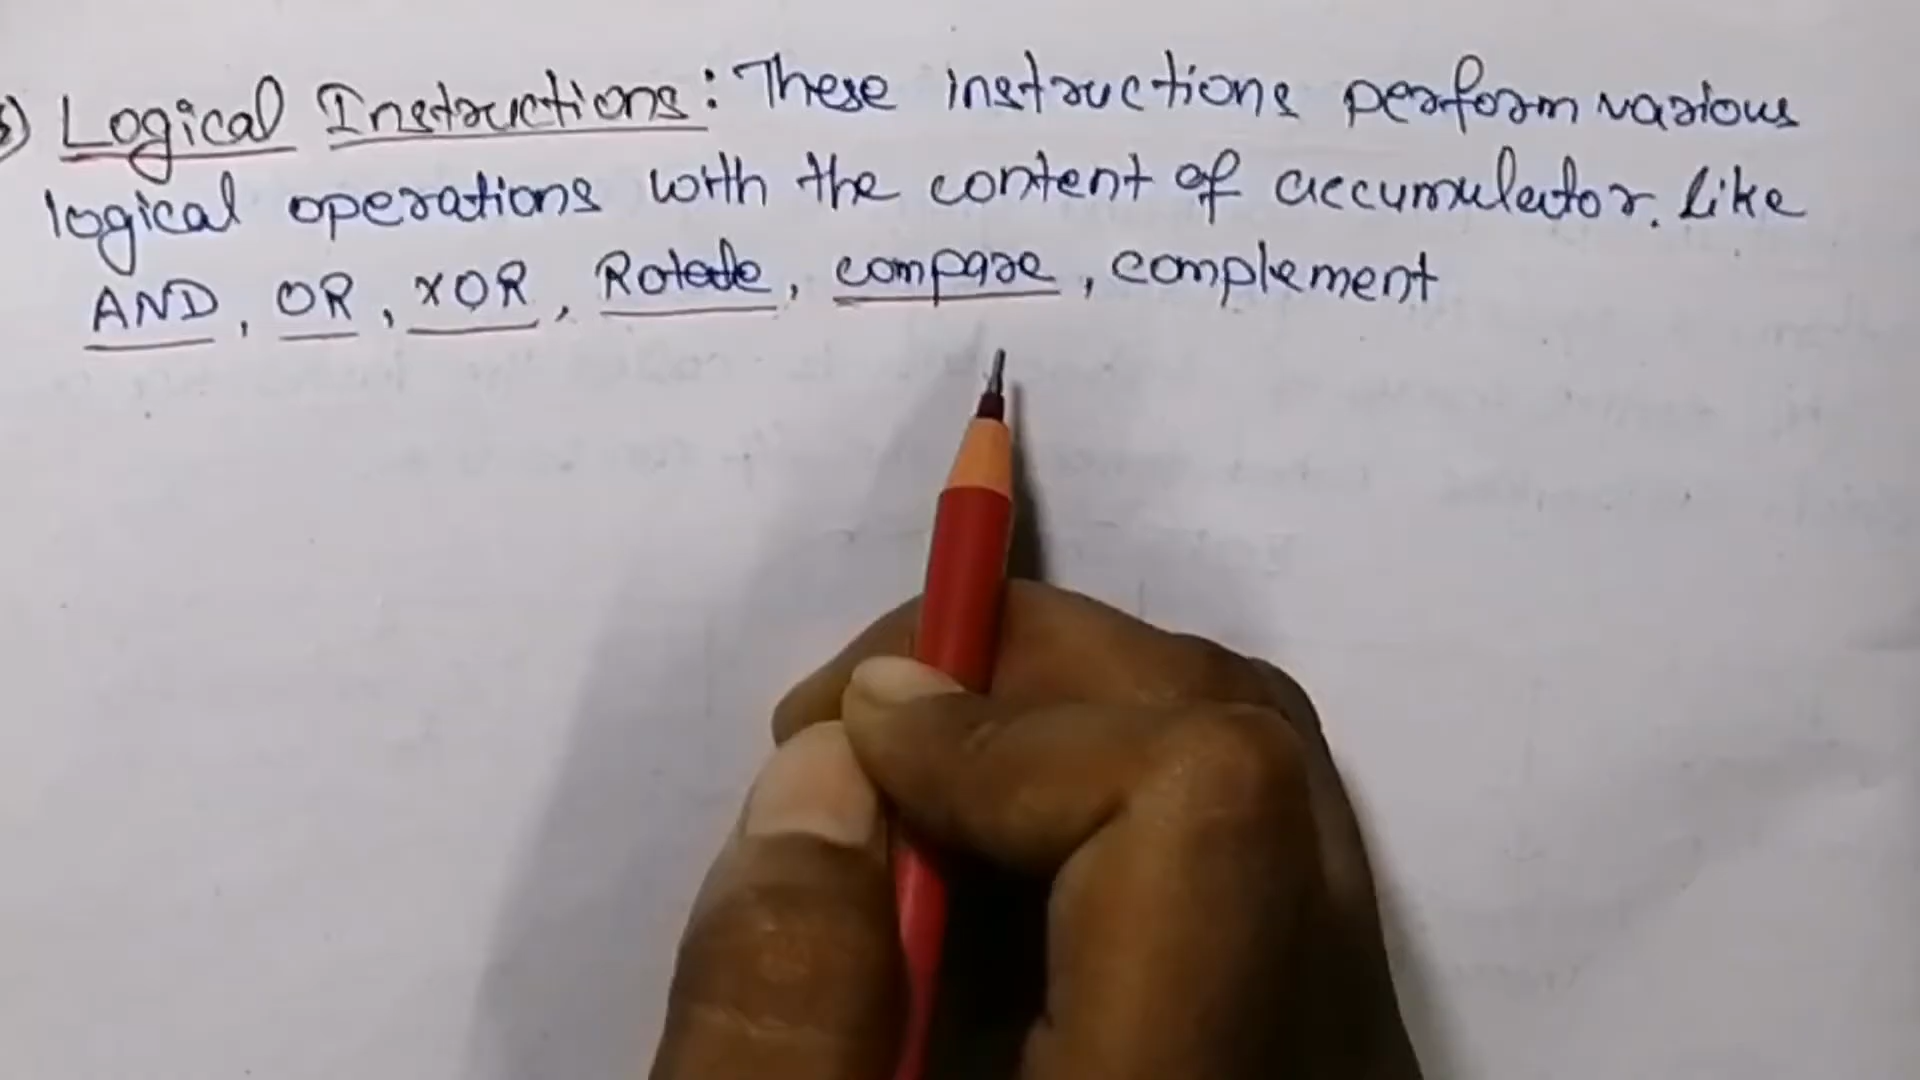 Logical Instructions: These instructions perform various
logical operations with the content of accumulator. Like
AND, OR, XOR, Rotate, compare, complement